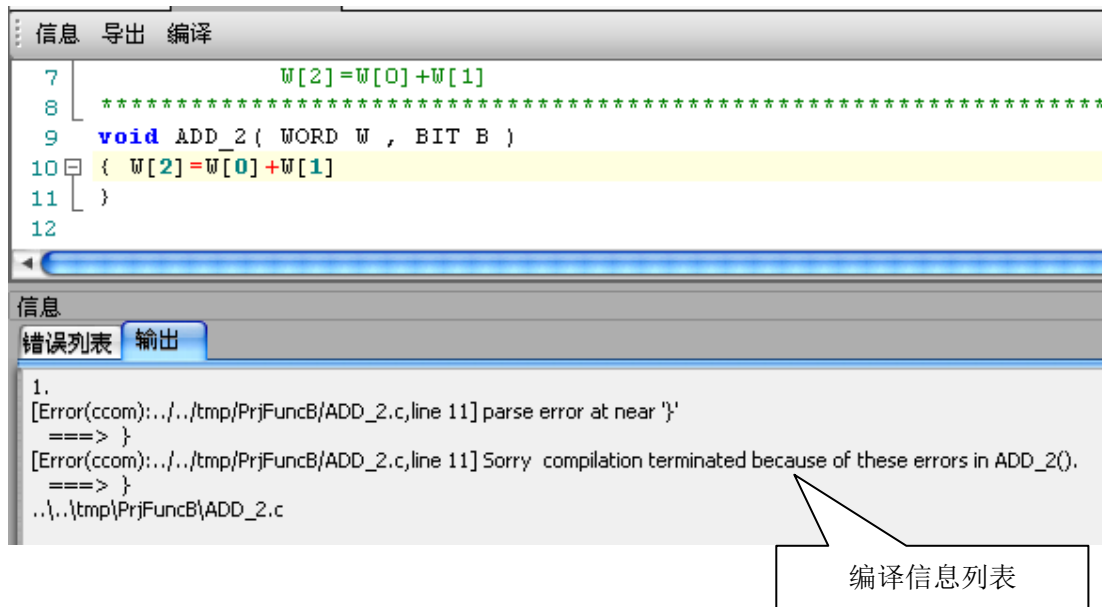 信息 导出 编译
7 W[2]=W[0]+W[1]
8 *******************************************************************
9 void ADD_2( WORD W , BIT B )
10 { W[2]=W[0]+W[1]
11 }
12
信息
错误列表 输出
1.
[Error(ccom):../../tmp/PrjFuncB/ADD_2.c,line 11] parse error at near '}'
===> }
[Error(ccom):../../tmp/PrjFuncB/ADD_2.c,line 11] Sorry compilation terminated because of these errors in ADD_2().
===> }
..\..\tmp\PrjFuncB\ADD_2.c
编译信息列表